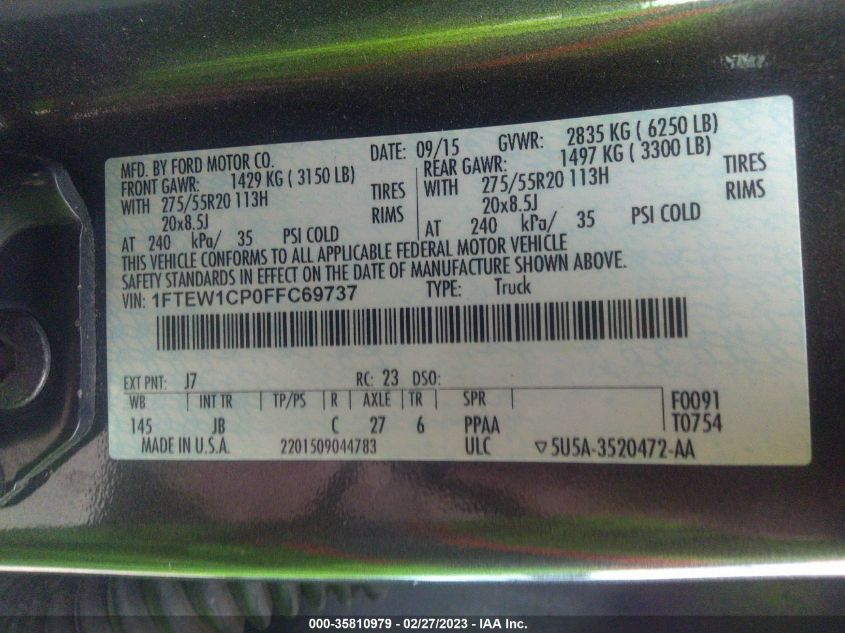 MFD. BY FORD MOTOR CO. DATE: 09/15 GVWR: 2835 KG ( 6250 LB)
FRONT GAWR: 1429 KG ( 3150 LB) REAR GAWR: 1497 KG ( 3300 LB)
WITH 275/55R20 113H TIRES WITH 275/55R20 113H TIRES
20x8.5J RIMS 20x8.5J RIMS
AT 240 kPa/ 35 PSI COLD AT 240 kPa/ 35 PSI COLD
THIS VEHICLE CONFORMS TO ALL APPLICABLE FEDERAL MOTOR VEHICLE
SAFETY STANDARDS IN EFFECT ON THE DATE OF MANUFACTURE SHOWN ABOVE.
VIN: 1FTEW1CP0FFC69737 TYPE: Truck
EXT PNT: J7 RC: 23 DSO:
WB INT TR TP/PS R AXLE TR SPR F0091
145 JB C 27 6 PPAA T0754
MADE IN U.S.A. 2201509044783 ULC 5U5A-3520472-AA
000-35810979 - 02/27/2023 - IAA Inc.